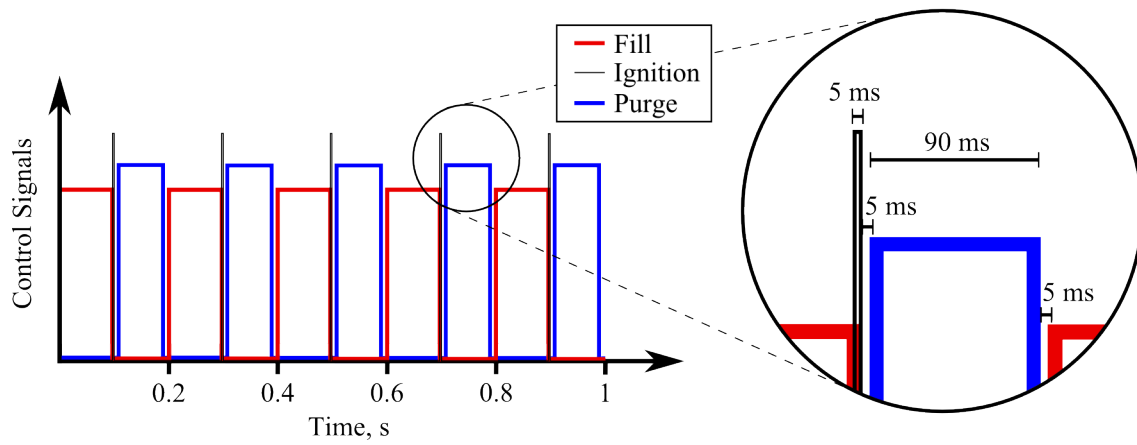 Fill
Ignition
Purge
Control Signals
0.2
0.4
0.6
0.8
1
Time, s
5 ms
90 ms
5 ms
5 ms